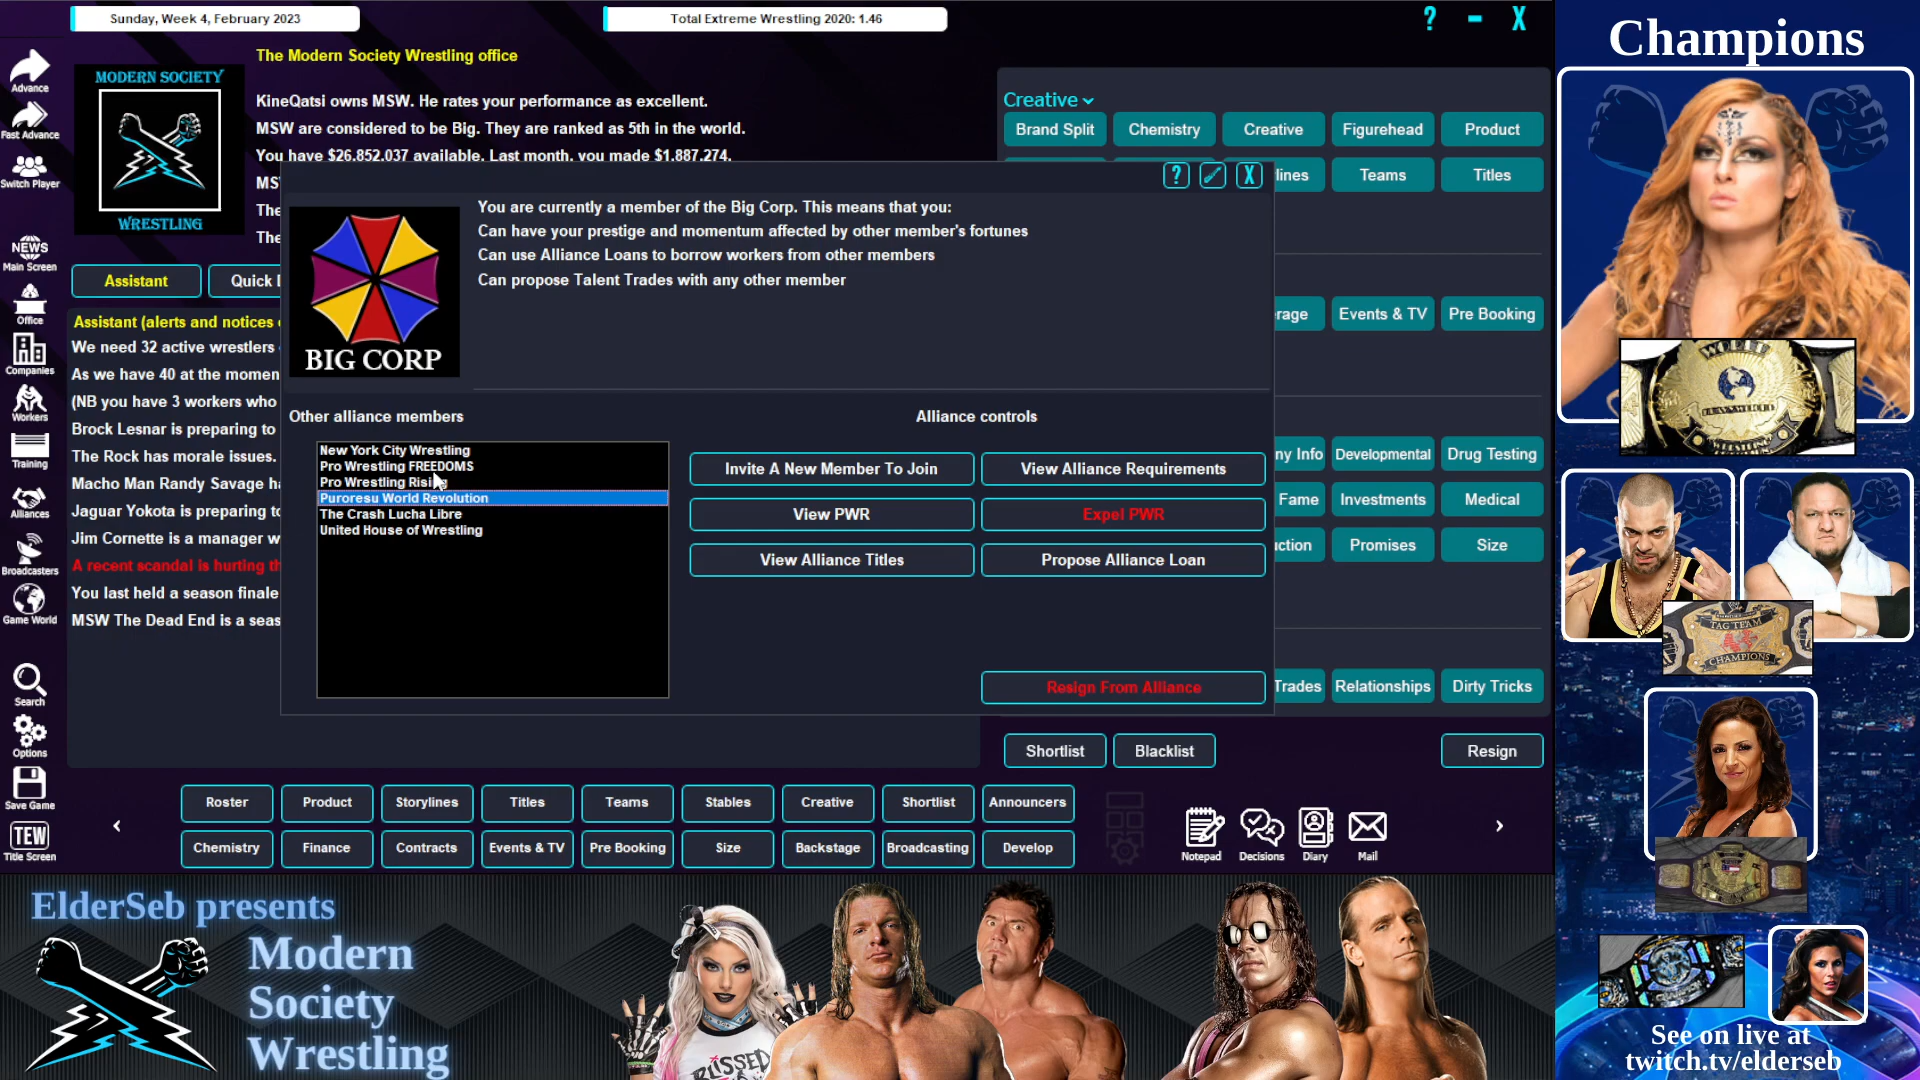 Sunday, Week 4, February 2023
Total Extreme Wrestling 2020: 1.46
?
X
Champions
Advance
Fast Advance
Switch Player
NEWS
Main Screen
Office
Companies
Workers
Training
Alliances
Broadcasters
Game World
Search
Options
Save Game
TEW
Title Screen
MODERN SOCIETY
WRESTLING
The Modern Society Wrestling office
KineQatsi owns MSW. He rates your performance as excellent.
MSW are considered to be Big. They are ranked as 5th in the world.
You have $26,852,037 available. Last month, you made $1,887,274.
MS
The
The
Creative
Brand Split
Chemistry
Creative
Figurehead
Product
lines
Teams
Titles
Assistant
Quick
Assistant (alerts and notices
We need 32 active wrestlers
As we have 40 at the momen
(NB you have 3 workers who
Brock Lesnar is preparing to
The Rock has morale issues.
Macho Man Randy Savage ha
Jaguar Yokota is preparing to
Jim Cornette is a manager w
A recent scandal is hurting th
You last held a season finale
MSW The Dead End is a seas
?
X
BIG CORP
You are currently a member of the Big Corp. This means that you:
Can have your prestige and momentum affected by other member's fortunes
Can use Alliance Loans to borrow workers from other members
Can propose Talent Trades with any other member
Other alliance members
Alliance controls
New York City Wrestling
Pro Wrestling FREEDOMS
Pro Wrestling Rising
Puroresu World Revolution
The Crash Lucha Libre
United House of Wrestling
Invite A New Member To Join
View Alliance Requirements
View PWR
Expel PWR
View Alliance Titles
Propose Alliance Loan
Resign From Alliance
rage
Events & TV
Pre Booking
ny Info
Developmental
Drug Testing
Fame
Investments
Medical
ction
Promises
Size
Trades
Relationships
Dirty Tricks
Shortlist
Blacklist
Resign
Roster
Product
Storylines
Titles
Teams
Stables
Creative
Shortlist
Announcers
Chemistry
Finance
Contracts
Events & TV
Pre Booking
Size
Backstage
Broadcasting
Develop
Notepad
Decisions
Diary
Mail
ElderSeb presents
Modern
Society
Wrestling
BLISSED
WORLD
TAG TEAM
CHAMPIONS
See on live at
twitch.tv/elderseb